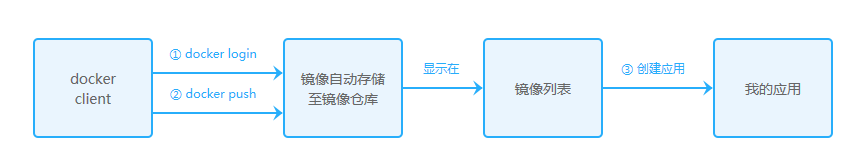 docker
client
① docker login
② docker push
镜像自动存储
至镜像仓库
显示在
镜像列表
③ 创建应用
我的应用